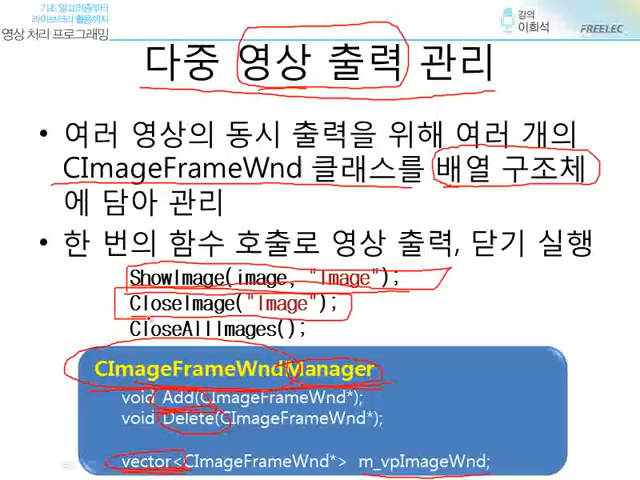 기초 알고리즘부터
라이브러리 활용까지
영상 처리 프로그래밍
강의
이희석
FREELEC
다중 영상 출력 관리
• 여러 영상의 동시 출력을 위해 여러 개의
CImageFrameWnd 클래스를 배열 구조체
에 담아 관리
• 한 번의 함수 호출로 영상 출력, 닫기 실행
ShowImage(image, "Image");
CloseImage("Image");
CloseAllImages();
CImageFrameWndManager
void Add(CImageFrameWnd*);
void Delete(CImageFrameWnd*);
vector<CImageFrameWnd*> m_vpImageWnd;